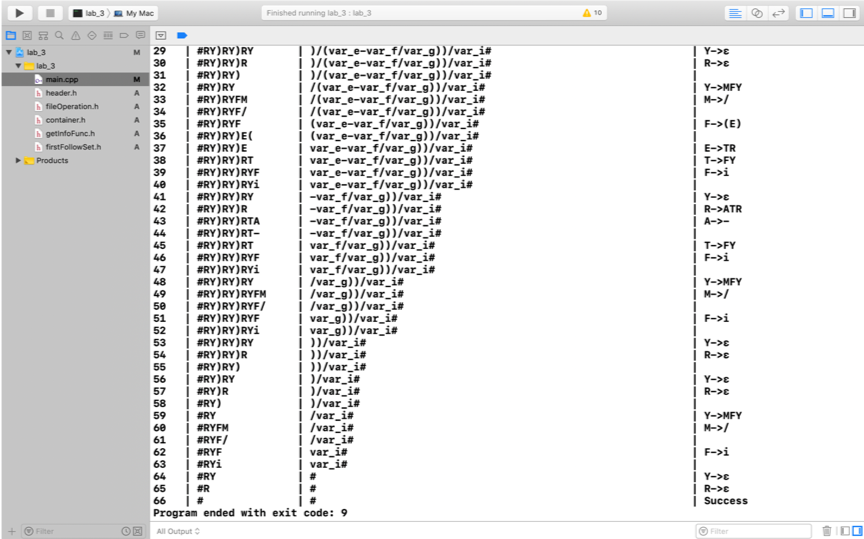 lab_3 〉 My Mac
Finished running lab_3 : lab_3
10
lab_3 M
lab_3
main.cpp M
header.h A
fileOperation.h A
container.h A
getInfoFunc.h A
firstFollowSet.h A
Products
29 | #RY)RY)RY | )/(var_e-var_f/var_g))/var_i# | Y->ε
30 | #RY)RY)R | )/(var_e-var_f/var_g))/var_i# | R->ε
31 | #RY)RY) | )/(var_e-var_f/var_g))/var_i# |
32 | #RY)RY | /(var_e-var_f/var_g))/var_i# | Y->MFY
33 | #RY)RYFM | /(var_e-var_f/var_g))/var_i# | M->/
34 | #RY)RYF/ | /(var_e-var_f/var_g))/var_i# |
35 | #RY)RYF | (var_e-var_f/var_g))/var_i# | F->(E)
36 | #RY)RY)E( | (var_e-var_f/var_g))/var_i# |
37 | #RY)RY)E | var_e-var_f/var_g))/var_i# | E->TR
38 | #RY)RY)RT | var_e-var_f/var_g))/var_i# | T->FY
39 | #RY)RY)RYF | var_e-var_f/var_g))/var_i# | F->i
40 | #RY)RY)RYi | var_e-var_f/var_g))/var_i# |
41 | #RY)RY)RY | -var_f/var_g))/var_i# | Y->ε
42 | #RY)RY)R | -var_f/var_g))/var_i# | R->ATR
43 | #RY)RY)RTA | -var_f/var_g))/var_i# | A->-
44 | #RY)RY)RT- | -var_f/var_g))/var_i# |
45 | #RY)RY)RT | var_f/var_g))/var_i# | T->FY
46 | #RY)RY)RYF | var_f/var_g))/var_i# | F->i
47 | #RY)RY)RYi | var_f/var_g))/var_i# |
48 | #RY)RY)RY | /var_g))/var_i# | Y->MFY
49 | #RY)RY)RYFM | /var_g))/var_i# | M->/
50 | #RY)RY)RYF/ | /var_g))/var_i# |
51 | #RY)RY)RYF | var_g))/var_i# | F->i
52 | #RY)RY)RYi | var_g))/var_i# |
53 | #RY)RY)RY | ))/var_i# | Y->ε
54 | #RY)RY)R | ))/var_i# | R->ε
55 | #RY)RY) | ))/var_i# |
56 | #RY)RY | )/var_i# | Y->ε
57 | #RY)R | )/var_i# | R->ε
58 | #RY) | )/var_i# |
59 | #RY | /var_i# | Y->MFY
60 | #RYFM | /var_i# | M->/
61 | #RYF/ | /var_i# |
62 | #RYF | var_i# | F->i
63 | #RYi | var_i# |
64 | #RY | # | Y->ε
65 | #R | # | R->ε
66 | # | # | Success
Program ended with exit code: 9
Filter
All Output
Filter